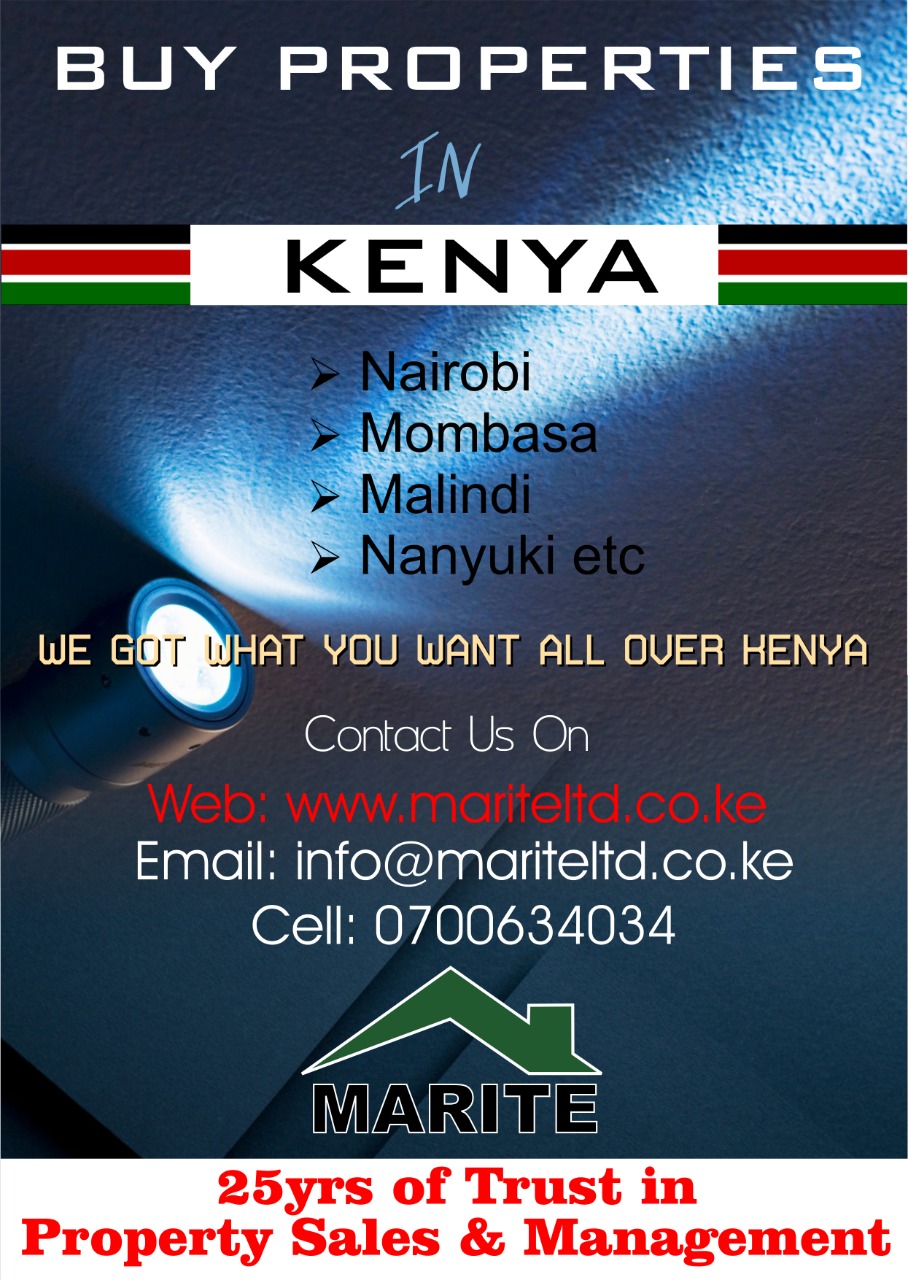 BUY PROPERTIES
IN
KENYA
➢ Nairobi
➢ Mombasa
➢ Malindi
➢ Nanyuki etc
WE GOT WHAT YOU WANT ALL OVER KENYA
Contact Us On
Web: www.mariteltd.co.ke
Email: info@mariteltd.co.ke
Cell: 0700634034
MARITE
25yrs of Trust in
Property Sales & Management